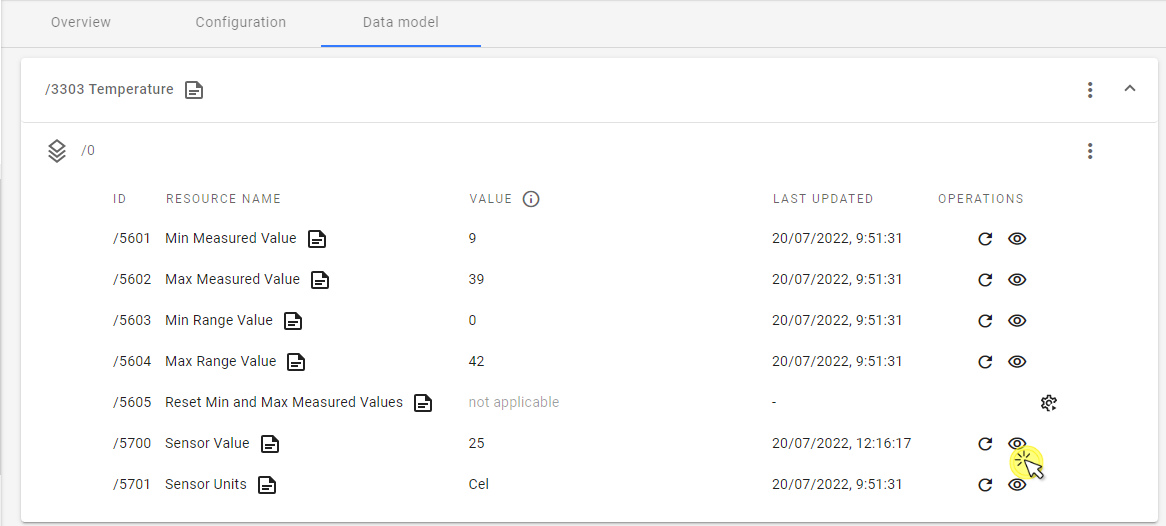 Overview Configuration Data model
/3303 Temperature
/0
ID RESOURCE NAME VALUE LAST UPDATED OPERATIONS
/5601 Min Measured Value 9 20/07/2022, 9:51:31
/5602 Max Measured Value 39 20/07/2022, 9:51:31
/5603 Min Range Value 0 20/07/2022, 9:51:31
/5604 Max Range Value 42 20/07/2022, 9:51:31
/5605 Reset Min and Max Measured Values not applicable -
/5700 Sensor Value 25 20/07/2022, 12:16:17
/5701 Sensor Units Cel 20/07/2022, 9:51:31